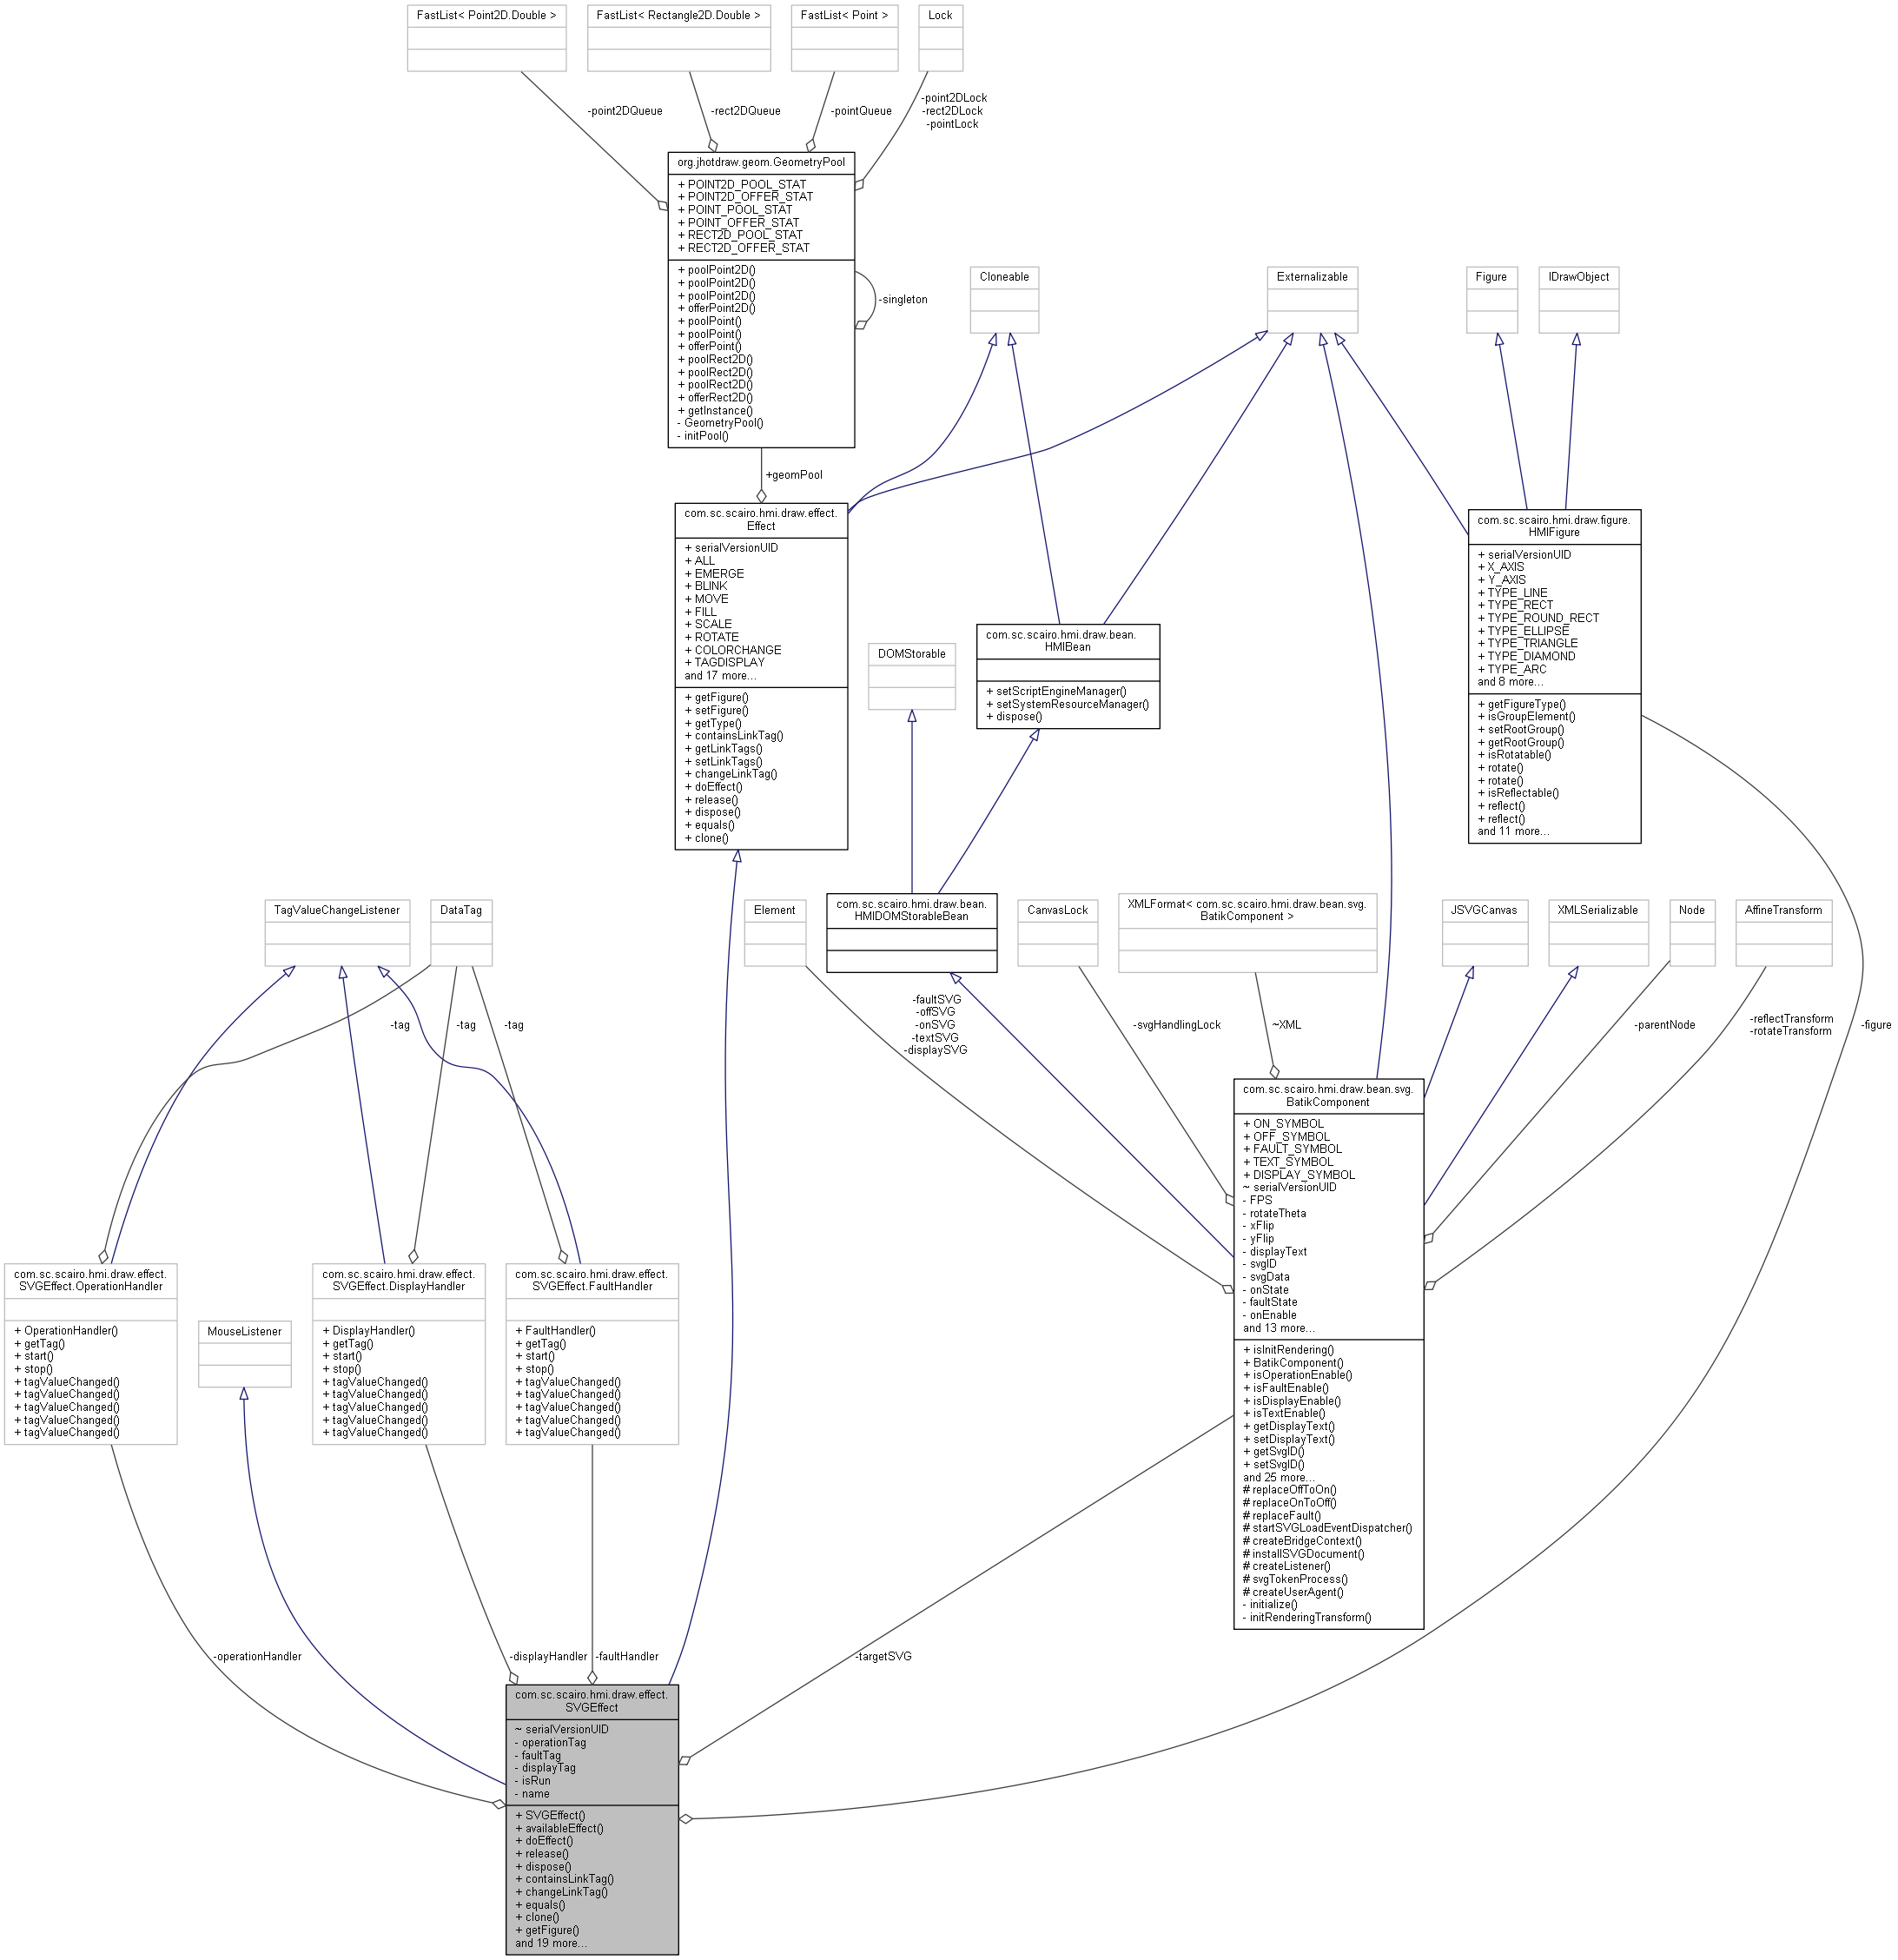 FastList< Point2D.Double >
FastList< Rectangle2D.Double >
FastList< Point >
Lock
-point2DQueue
-rect2DQueue
-pointQueue
-point2DLock
-rect2DLock
-pointLock
org.jhotdraw.geom.GeometryPool
+ POINT2D_POOL_STAT
+ POINT2D_OFFER_STAT
+ POINT_POOL_STAT
+ POINT_OFFER_STAT
+ RECT2D_POOL_STAT
+ RECT2D_OFFER_STAT
+ poolPoint2D()
+ poolPoint2D()
+ poolPoint2D()
+ offerPoint2D()
+ poolPoint()
+ poolPoint()
+ offerPoint()
+ poolRect2D()
+ poolRect2D()
+ poolRect2D()
+ offerRect2D()
+ getInstance()
- GeometryPool()
- initPool()
-singleton
Cloneable
Externalizable
Figure
IDrawObject
+geomPool
com.sc.scairo.hmi.draw.effect.
Effect
+ serialVersionUID
+ ALL
+ EMERGE
+ BLINK
+ MOVE
+ FILL
+ SCALE
+ ROTATE
+ COLORCHANGE
+ TAGDISPLAY
and 17 more...
+ getFigure()
+ setFigure()
+ getType()
+ containsLinkTag()
+ getLinkTags()
+ setLinkTags()
+ changeLinkTag()
+ doEffect()
+ release()
+ dispose()
+ equals()
+ clone()
com.sc.scairo.hmi.draw.figure.
HMIFigure
+ serialVersionUID
+ X_AXIS
+ Y_AXIS
+ TYPE_LINE
+ TYPE_RECT
+ TYPE_ROUND_RECT
+ TYPE_ELLIPSE
+ TYPE_TRIANGLE
+ TYPE_DIAMOND
+ TYPE_ARC
and 8 more...
+ getFigureType()
+ isGroupElement()
+ setRootGroup()
+ getRootGroup()
+ isRotatable()
+ rotate()
+ rotate()
+ isReflectable()
+ reflect()
+ reflect()
and 11 more...
com.sc.scairo.hmi.draw.bean.
HMIBean
+ setScriptEngineManager()
+ setSystemResourceManager()
+ dispose()
DOMStorable
TagValueChangeListener
DataTag
Element
com.sc.scairo.hmi.draw.bean.
HMIDOMStorableBean
CanvasLock
XMLFormat< com.sc.scairo.hmi.draw.bean.svg.
BatikComponent >
JSVGCanvas
XMLSerializable
Node
AffineTransform
-tag
-tag
-tag
-faultSVG
-offSVG
-onSVG
-textSVG
-displaySVG
-svgHandlingLock
~XML
-parentNode
-reflectTransform
-rotateTransform
-figure
com.sc.scairo.hmi.draw.bean.svg.
BatikComponent
+ ON_SYMBOL
+ OFF_SYMBOL
+ FAULT_SYMBOL
+ TEXT_SYMBOL
+ DISPLAY_SYMBOL
~ serialVersionUID
- FPS
- rotateTheta
- xFlip
- yFlip
- displayText
- svgID
- svgData
- onState
- faultState
- onEnable
and 13 more...
+ isInitRendering()
+ BatikComponent()
+ isOperationEnable()
+ isFaultEnable()
+ isDisplayEnable()
+ isTextEnable()
+ getDisplayText()
+ setDisplayText()
+ getSvgID()
+ setSvgID()
and 25 more...
# replaceOffToOn()
# replaceOnToOff()
# replaceFault()
# startSVGLoadEventDispatcher()
# createBridgeContext()
# installSVGDocument()
# createListener()
# svgTokenProcess()
# createUserAgent()
- initialize()
- initRenderingTransform()
com.sc.scairo.hmi.draw.effect.
SVGEffect.OperationHandler
+ OperationHandler()
+ getTag()
+ start()
+ stop()
+ tagValueChanged()
+ tagValueChanged()
+ tagValueChanged()
+ tagValueChanged()
+ tagValueChanged()
MouseListener
com.sc.scairo.hmi.draw.effect.
SVGEffect.DisplayHandler
+ DisplayHandler()
+ getTag()
+ start()
+ stop()
+ tagValueChanged()
+ tagValueChanged()
+ tagValueChanged()
+ tagValueChanged()
+ tagValueChanged()
com.sc.scairo.hmi.draw.effect.
SVGEffect.FaultHandler
+ FaultHandler()
+ getTag()
+ start()
+ stop()
+ tagValueChanged()
+ tagValueChanged()
+ tagValueChanged()
+ tagValueChanged()
+ tagValueChanged()
-operationHandler
-displayHandler
-faultHandler
-targetSVG
com.sc.scairo.hmi.draw.effect.
SVGEffect
~ serialVersionUID
- operationTag
- faultTag
- displayTag
- isRun
- name
+ SVGEffect()
+ availableEffect()
+ doEffect()
+ release()
+ dispose()
+ containsLinkTag()
+ changeLinkTag()
+ equals()
+ clone()
+ getFigure()
and 19 more...